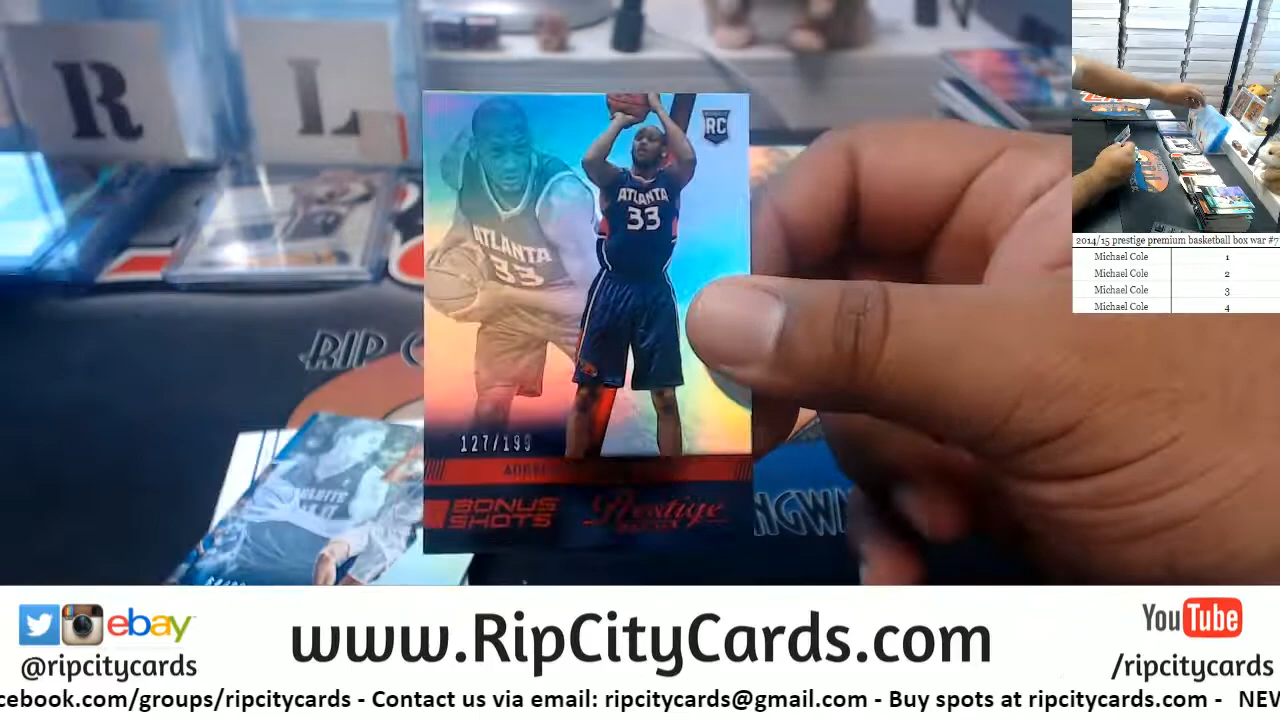 R L
RC
ATLANTA
33
ATLANTA
33
127/199
BONUS
SHOTS
Prestige
RIP C
2014/15 prestige premium basketball box war #7
Michael Cole 1
Michael Cole 2
Michael Cole 3
Michael Cole 4
ebay
@ripcitycards
www.RipCityCards.com
YouTube
/ripcitycards
cebook.com/groups/ripcitycards - Contact us via email: ripcitycards@gmail.com - Buy spots at ripcitycards.com - NEV